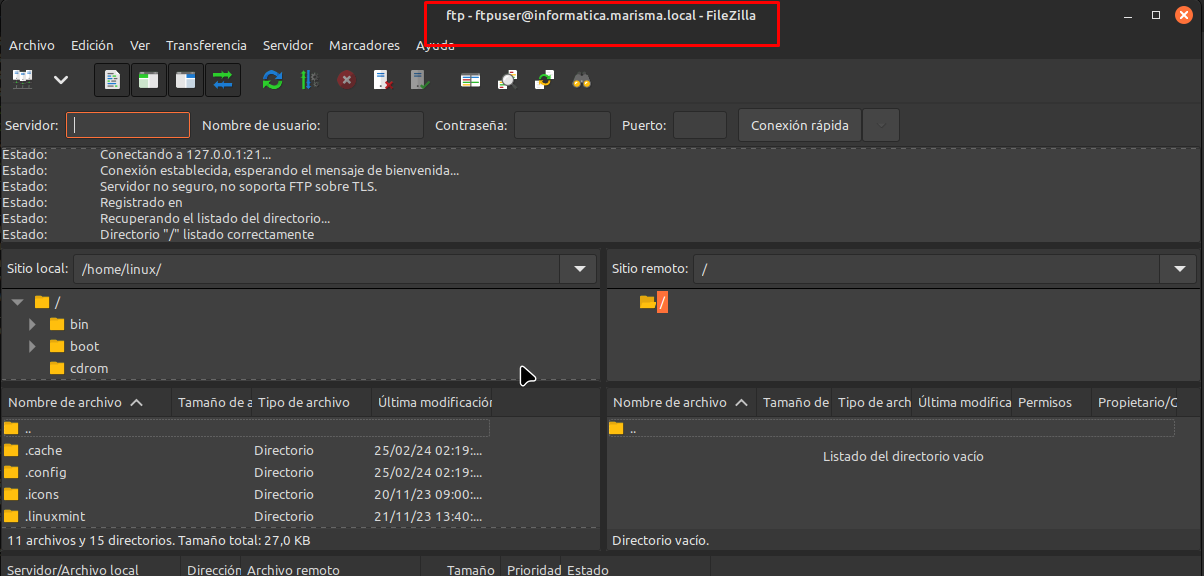 ftp - ftpuser@informatica.marisma.local - FileZilla
Archivo Edición Ver Transferencia Servidor Marcadores Ayuda
Servidor: Nombre de usuario: Contraseña: Puerto: Conexión rápida
Estado: Conectando a 127.0.0.1:21...
Estado: Conexión establecida, esperando el mensaje de bienvenida...
Estado: Servidor no seguro, no soporta FTP sobre TLS.
Estado: Registrado en
Estado: Recuperando el listado del directorio...
Estado: Directorio "/" listado correctamente
Sitio local: /home/linux/ Sitio remoto: /
/ /
bin
boot
cdrom
Nombre de archivo Tamaño de a Tipo de archivo Última modificación Nombre de archivo Tamaño de Tipo de arch Última modifica Permisos Propietario/G
.. ..
.cache Directorio 25/02/24 02:19:... Listado del directorio vacío
.config Directorio 25/02/24 02:19:...
.icons Directorio 20/11/23 09:00:...
.linuxmint Directorio 21/11/23 13:40:...
11 archivos y 15 directorios. Tamaño total: 27,0 KB Directorio vacío.
Servidor/Archivo local Dirección Archivo remoto Tamaño Prioridad Estado